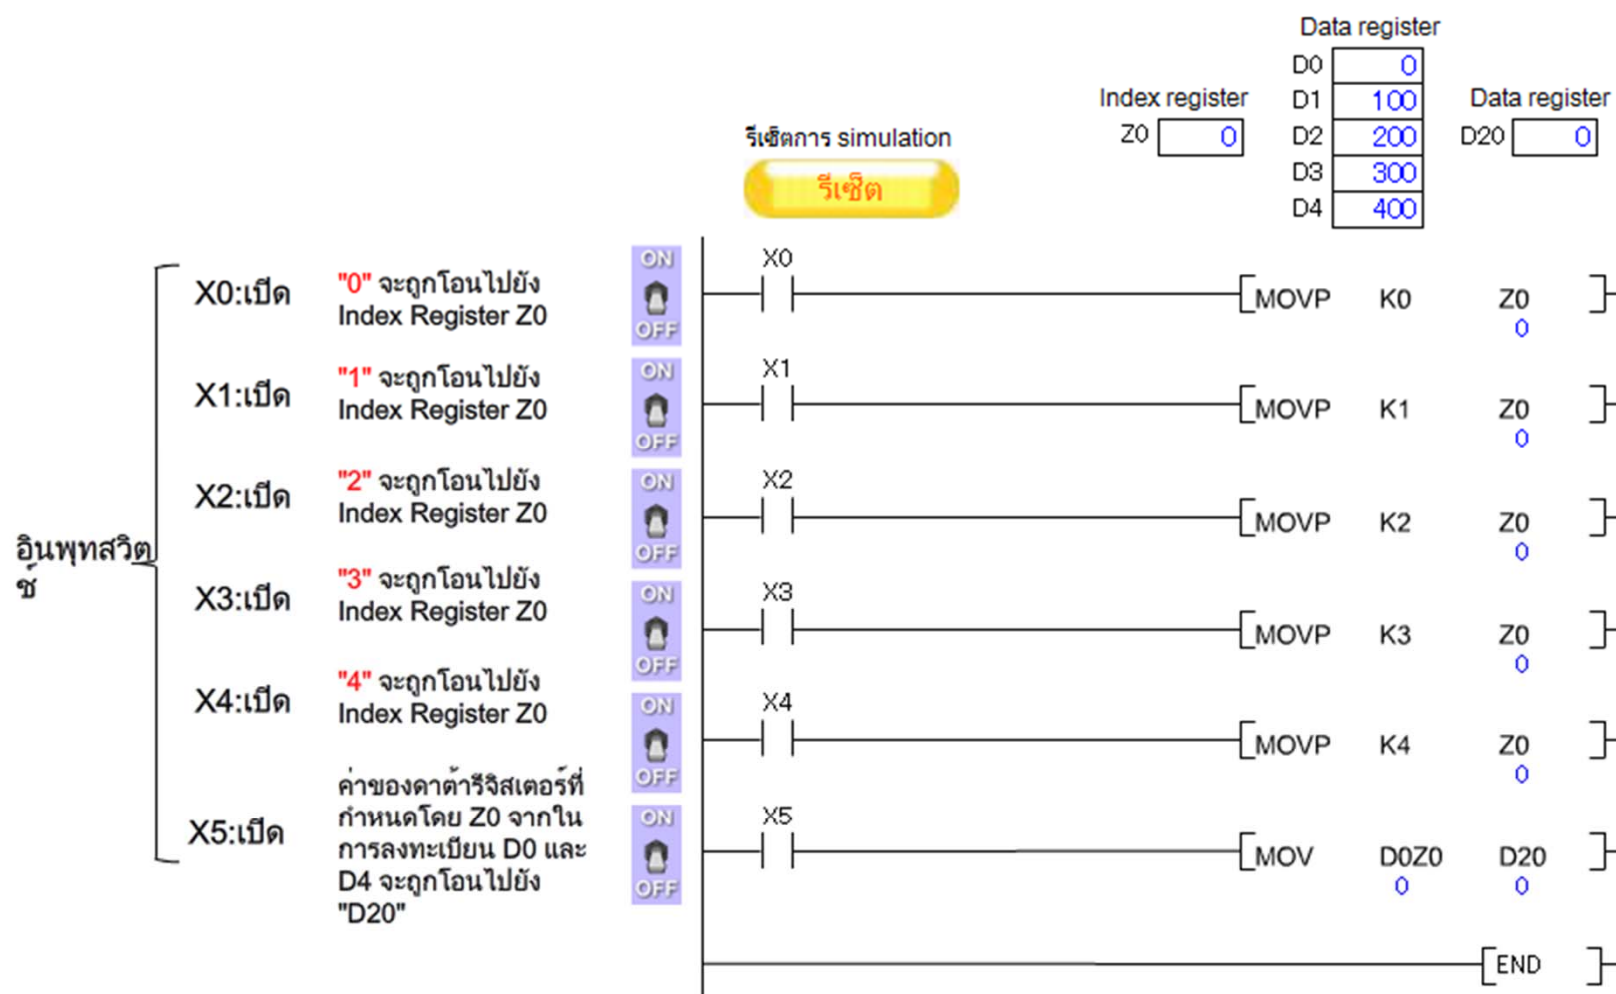 Data register
D0 0
Index register D1 100 Data register
รีเซ็ตการ simulation Z0 0 D2 200 D20 0
รีเซ็ต D3 300
D4 400
อินพุทสวิต
ช์
X0:เปิด
"0" จะถูกโอนไปยัง
Index Register Z0
ON
OFF
X0
MOVP K0 Z0
0
X1:เปิด
"1" จะถูกโอนไปยัง
Index Register Z0
ON
OFF
X1
MOVP K1 Z0
0
X2:เปิด
"2" จะถูกโอนไปยัง
Index Register Z0
ON
OFF
X2
MOVP K2 Z0
0
X3:เปิด
"3" จะถูกโอนไปยัง
Index Register Z0
ON
OFF
X3
MOVP K3 Z0
0
X4:เปิด
"4" จะถูกโอนไปยัง
Index Register Z0
ON
OFF
X4
MOVP K4 Z0
0
X5:เปิด
ค่าของดาต้ารีจิสเตอร์ที่
กำหนดโดย Z0 จากใน
การลงทะเบียน D0 และ
D4 จะถูกโอนไปยัง
"D20"
ON
OFF
X5
MOV D0Z0 D20
0 0
END